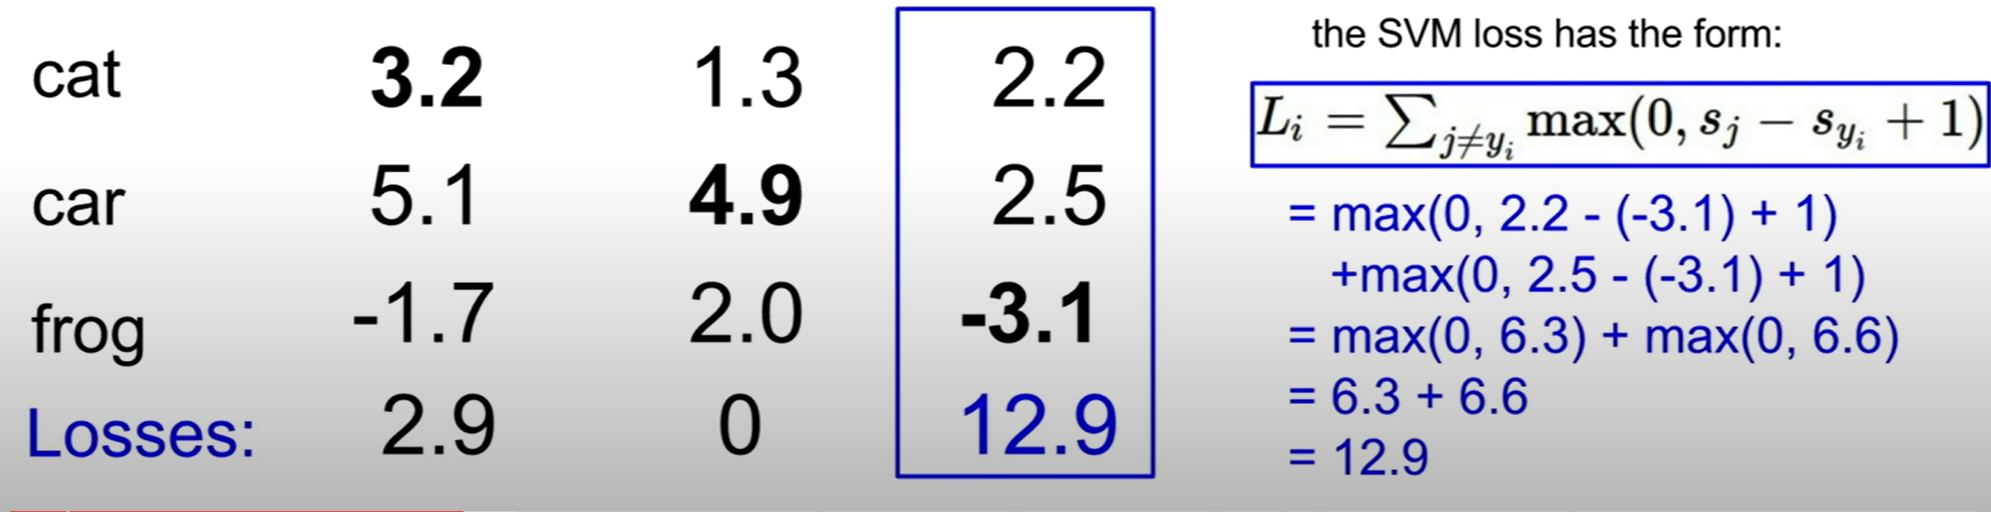 cat 3.2 1.3 2.2
car 5.1 4.9 2.5
frog -1.7 2.0 -3.1
Losses: 2.9 0 12.9
the SVM loss has the form:
L_i = ∑_{j≠y_i} max(0, s_j − s_{y_i} + 1)
= max(0, 2.2 - (-3.1) + 1)
+max(0, 2.5 - (-3.1) + 1)
= max(0, 6.3) + max(0, 6.6)
= 6.3 + 6.6
= 12.9